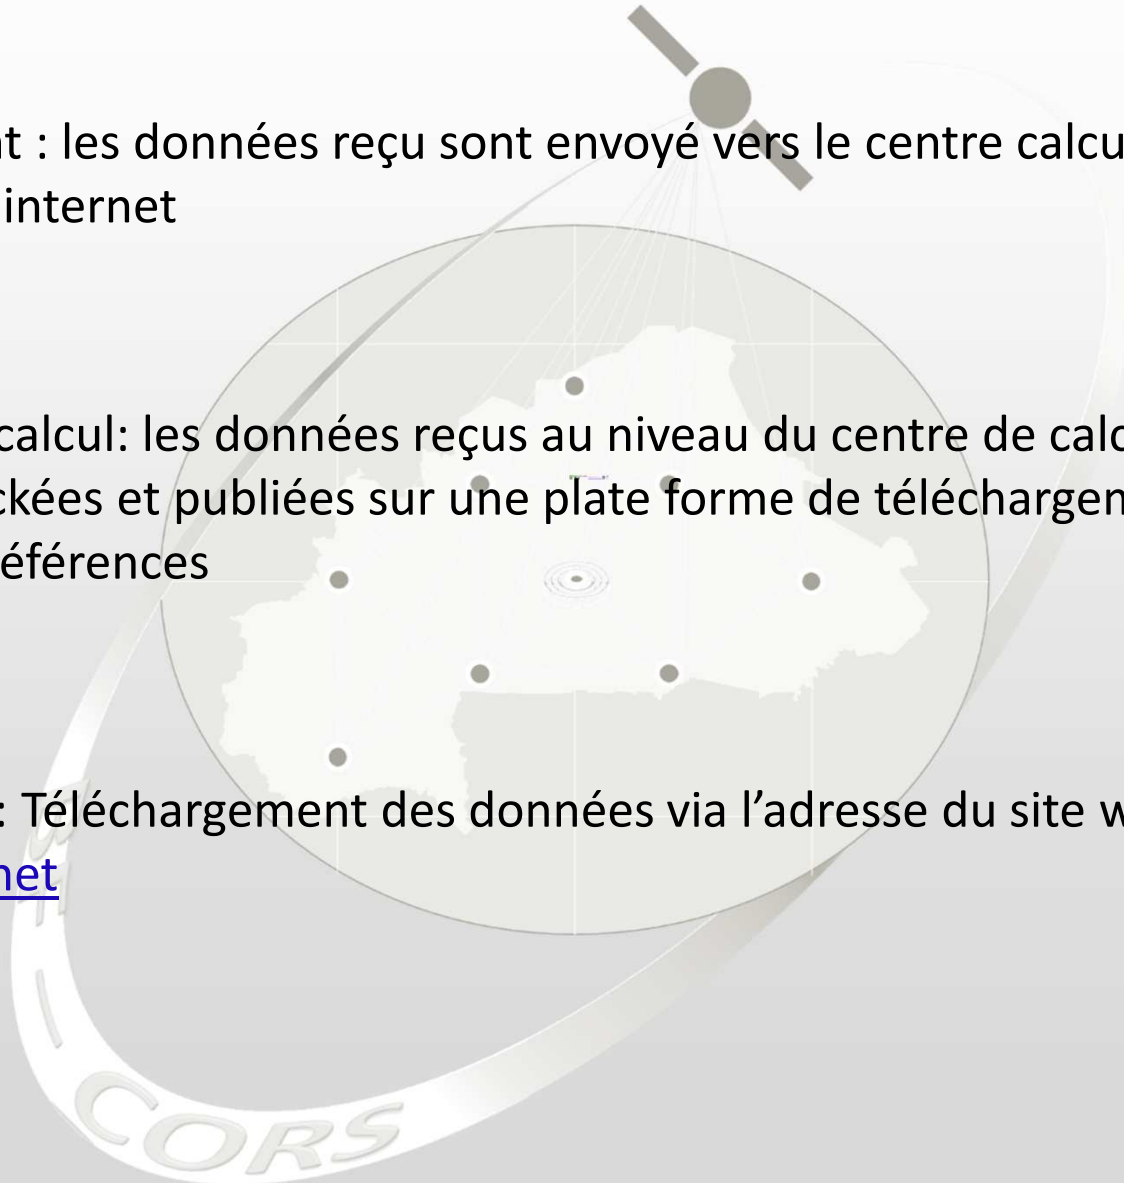 t : les données reçu sont envoyé vers le centre calcu
internet
calcul: les données reçus au niveau du centre de calc
ckées et publiées sur une plate forme de téléchargem
éférences
: Téléchargement des données via l’adresse du site w
net
CORS